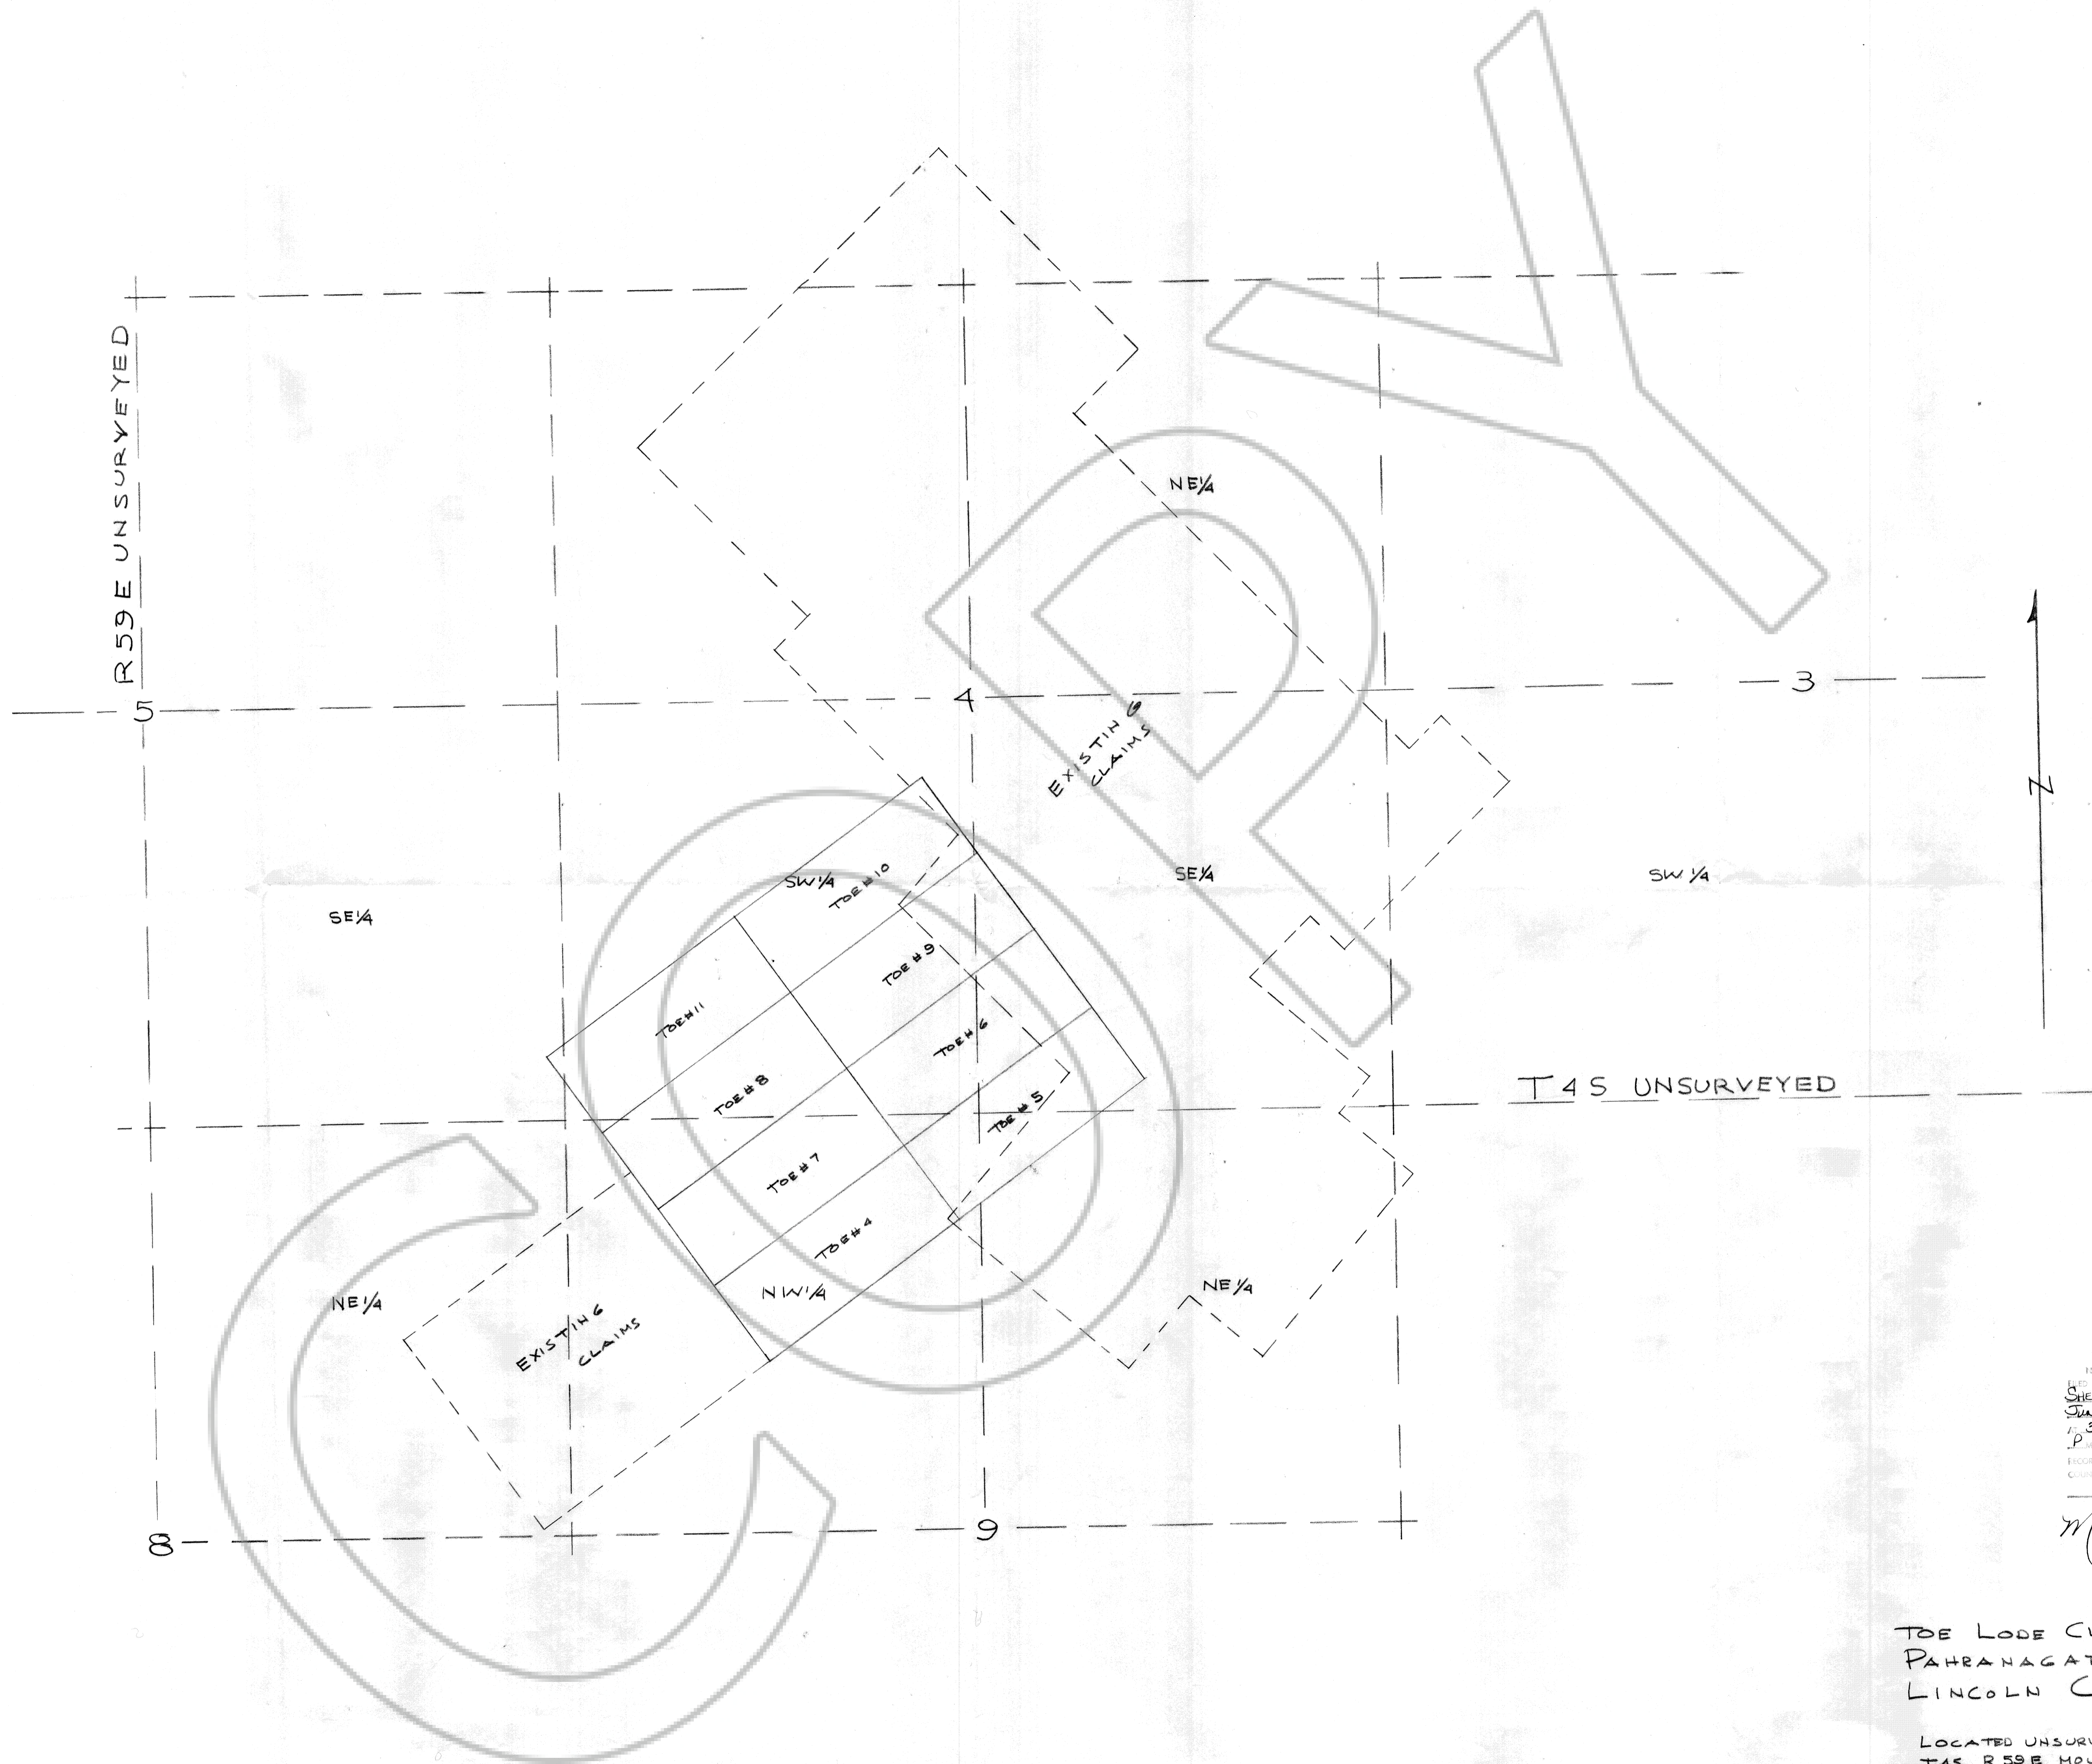 R59E UNSURVEYED
NE¼
5
4
3
EXISTING
CLAIMS
SE¼
SW¼
TOE #10
SE¼
SW¼
TOE #9
TOE #11
TOE #6
TOE #8
TOE #5
T4S UNSURVEYED
TOE #7
TOE #4
NE¼
NW¼
NE¼
EXISTING
CLAIMS
8
9
N
COPY
TOE LODE
PAHRANAGAT
LINCOLN
LOCATED
T4S R59E